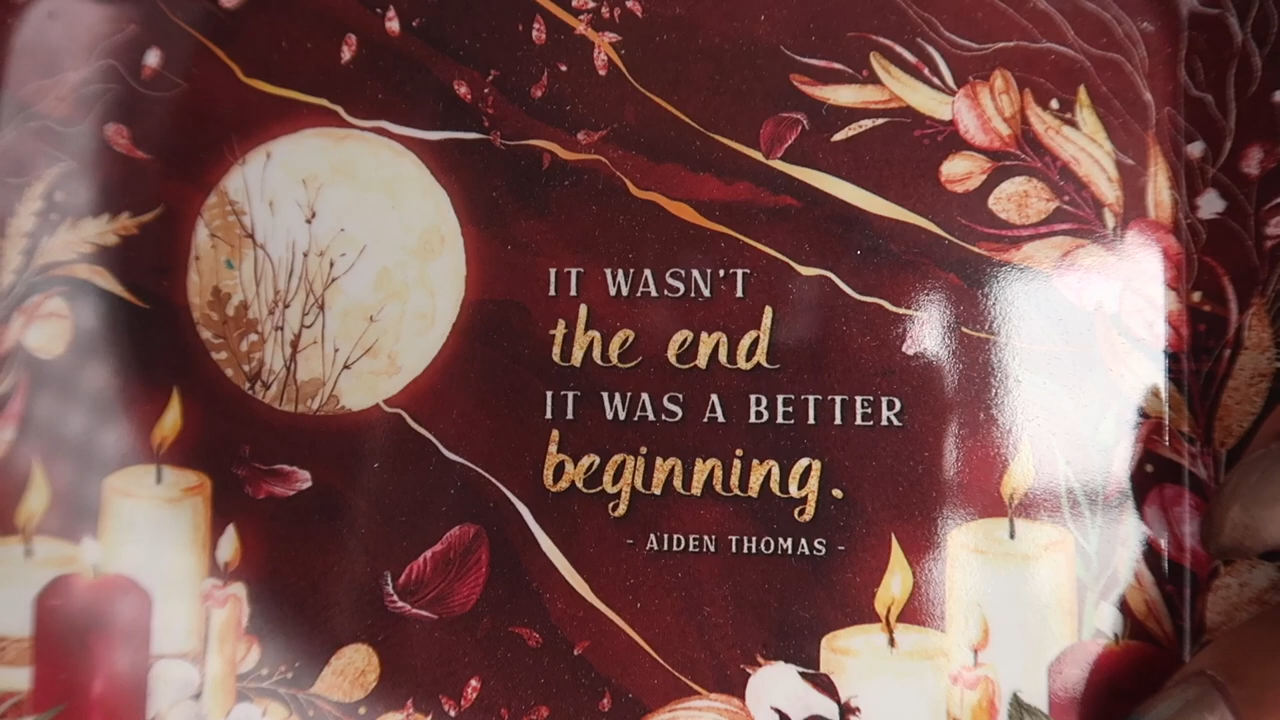 IT WASN'T
the end
IT WAS A BETTER
beginning.
- AIDEN THOMAS -